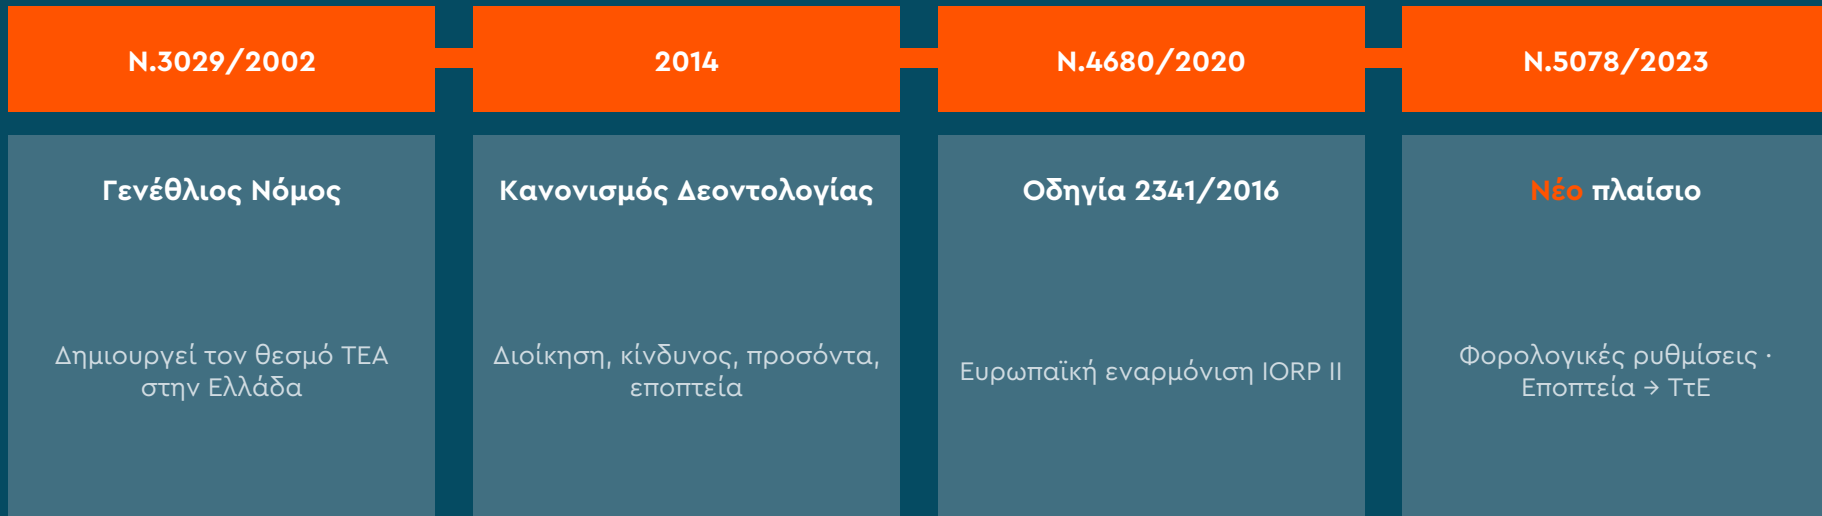 Ν.3029/2002
2014
Ν.4680/2020
Ν.5078/2023
Γενέθλιος Νόμος
Κανονισμός Δεοντολογίας
Οδηγία 2341/2016
Νέο πλαίσιο
Δημιουργεί τον θεσμό ΤΕΑ
στην Ελλάδα
Διοίκηση, κίνδυνος, προσόντα,
εποπτεία
Ευρωπαϊκή εναρμόνιση IORP II
Φορολογικές ρυθμίσεις ·
Εποπτεία → ΤτΕ